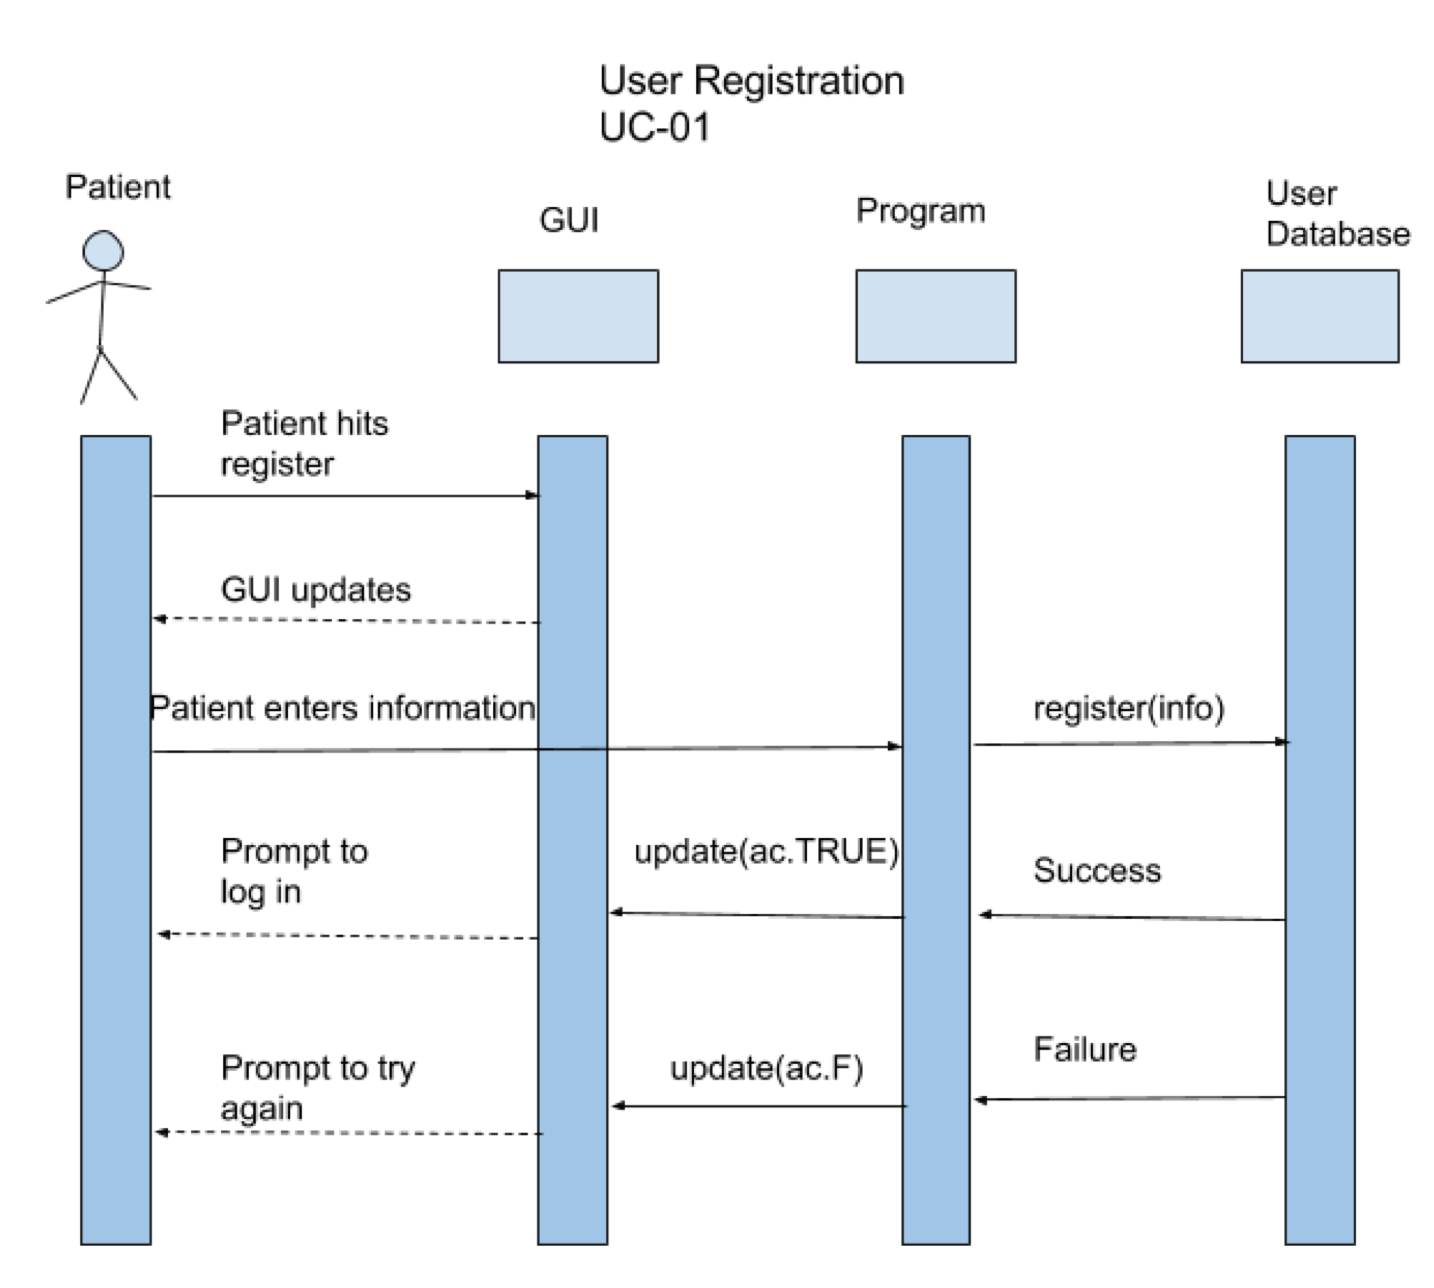 User Registration
UC-01
Patient
GUI
Program
User
Database
Patient hits
register
GUI updates
Patient enters information
register(info)
Prompt to
log in
update(ac.TRUE)
Success
Prompt to try
again
update(ac.F)
Failure